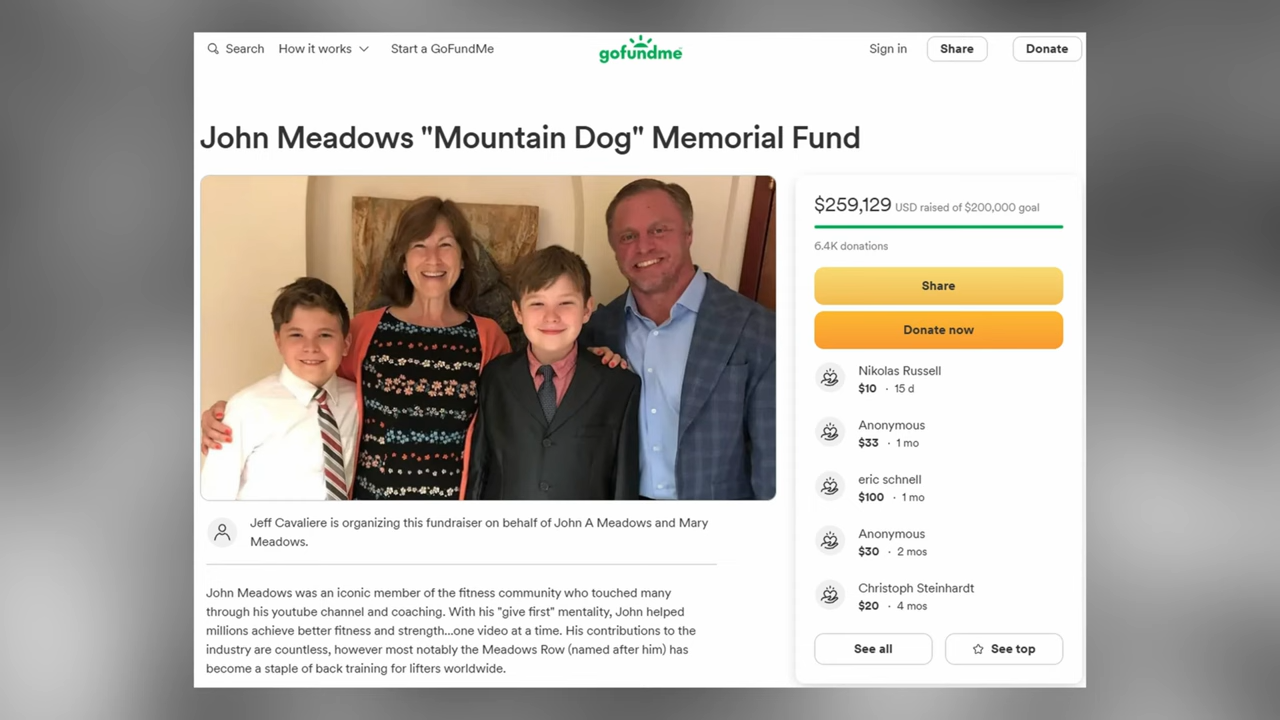 Search How it works Start a GoFundMe gofundme Sign in Share Donate
John Meadows "Mountain Dog" Memorial Fund
$259,129 USD raised of $200,000 goal
6.4K donations
Share
Donate now
Nikolas Russell
$10 · 15 d
Anonymous
$33 · 1 mo
eric schnell
$100 · 1 mo
Anonymous
$30 · 2 mos
Christoph Steinhardt
$20 · 4 mos
See all See top
Jeff Cavaliere is organizing this fundraiser on behalf of John A Meadows and Mary
Meadows.
John Meadows was an iconic member of the fitness community who touched many
through his youtube channel and coaching. With his "give first" mentality, John helped
millions achieve better fitness and strength...one video at a time. His contributions to the
industry are countless, however most notably the Meadows Row (named after him) has
become a staple of back training for lifters worldwide.